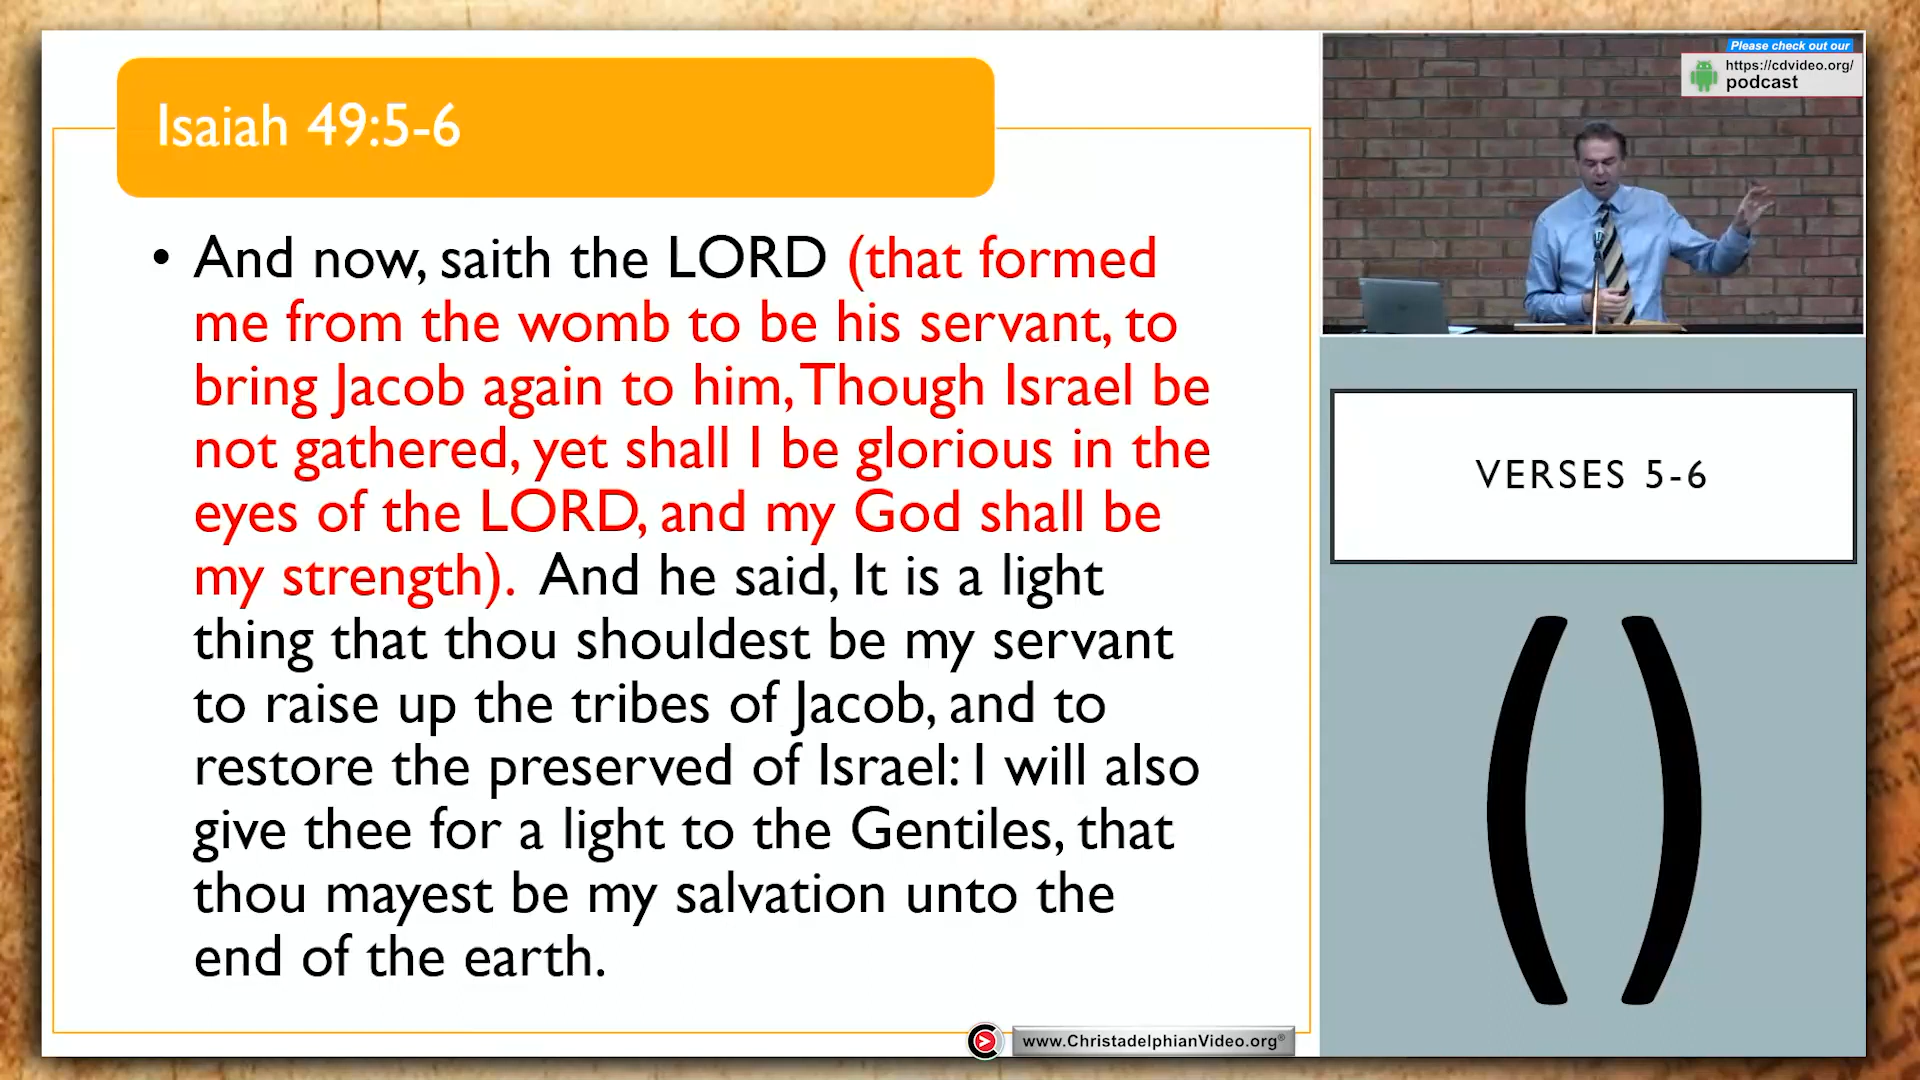 Isaiah 49:5-6
• And now, saith the LORD (that formed
me from the womb to be his servant, to
bring Jacob again to him, Though Israel be
not gathered, yet shall I be glorious in the
eyes of the LORD, and my God shall be
my strength). And he said, It is a light
thing that thou shouldest be my servant
to raise up the tribes of Jacob, and to
restore the preserved of Israel: I will also
give thee for a light to the Gentiles, that
thou mayest be my salvation unto the
end of the earth.
www.ChristadelphianVideo.org®
Please check out our
https://cdvideo.org/
podcast
VERSES 5-6
()